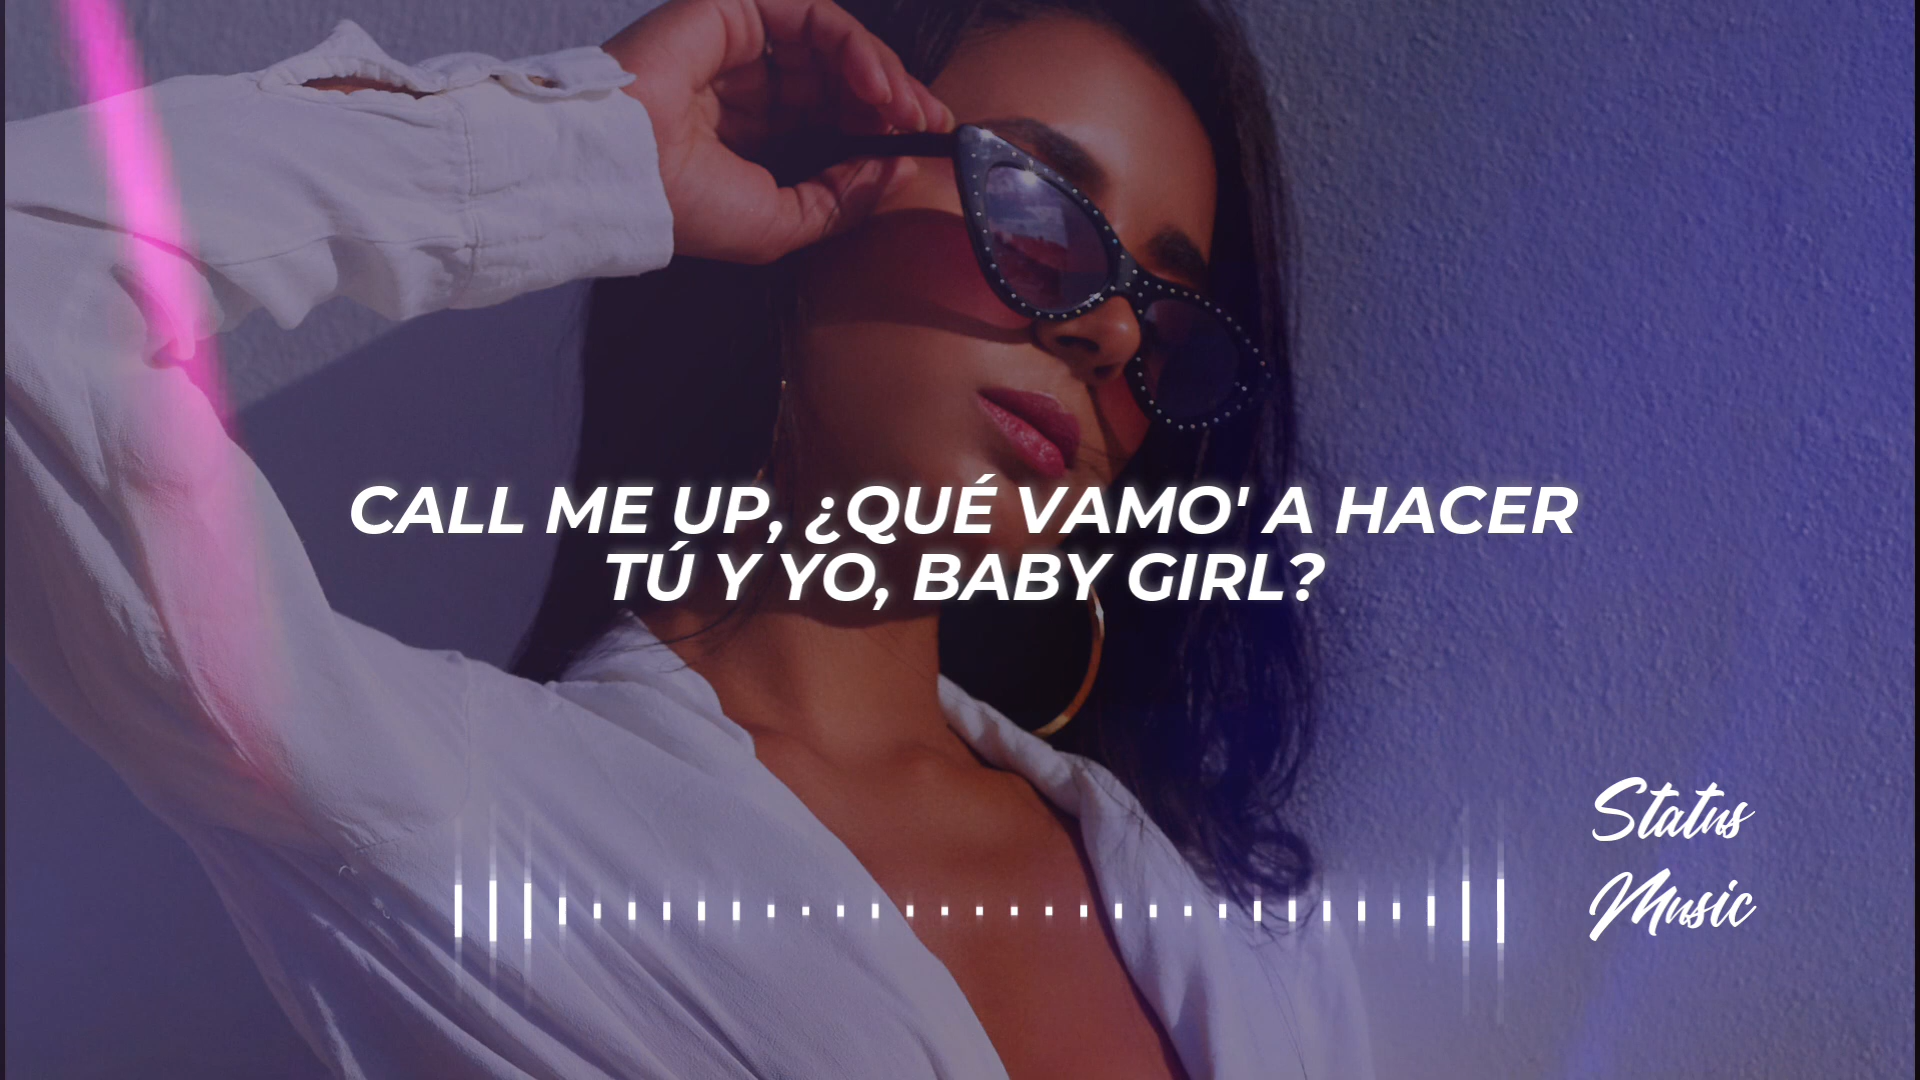 CALL ME UP, ¿QUÉ VAMO' A HACER
TÚ Y YO, BABY GIRL?
Status
Music